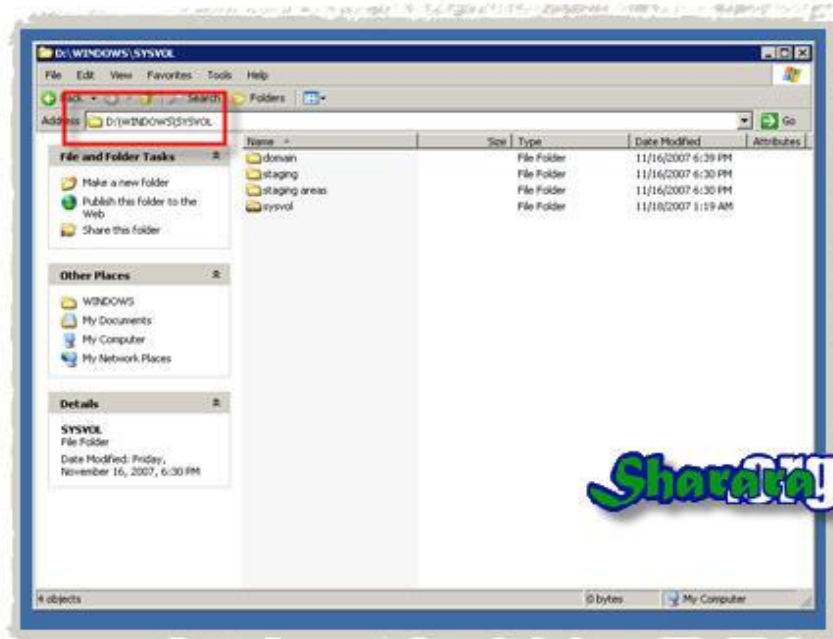 D:\WINDOWS\SYSVOL
File Edit View Favorites Tools Help
Back Search Folders
Address D:\WINDOWS\SYSVOL Go
Name Size Type Date Modified Attributes
File and Folder Tasks
Make a new folder
Publish this folder to the
Web
Share this folder
domain File Folder 11/16/2007 6:39 PM
staging File Folder 11/16/2007 6:30 PM
staging areas File Folder 11/16/2007 6:30 PM
sysvol File Folder 11/18/2007 1:19 AM
Other Places
WINDOWS
My Documents
My Computer
My Network Places
Details
SYSVOL
File Folder
Date Modified: Friday,
November 16, 2007, 6:30 PM
Sharara.org
4 objects 0 bytes My Computer